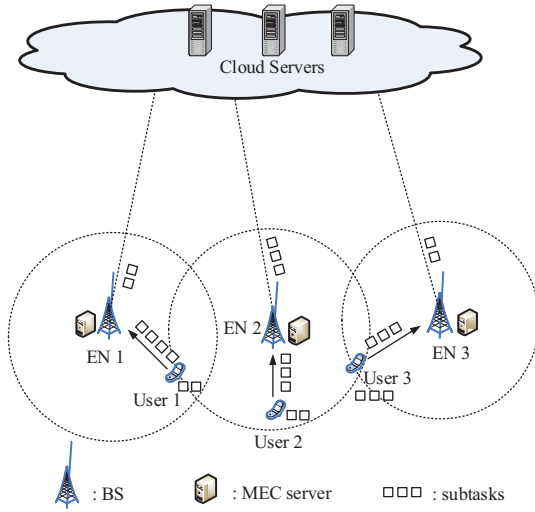 Cloud Servers
EN 1
EN 2
EN 3
User 1
User 2
User 3
: BS
: MEC server
: subtasks